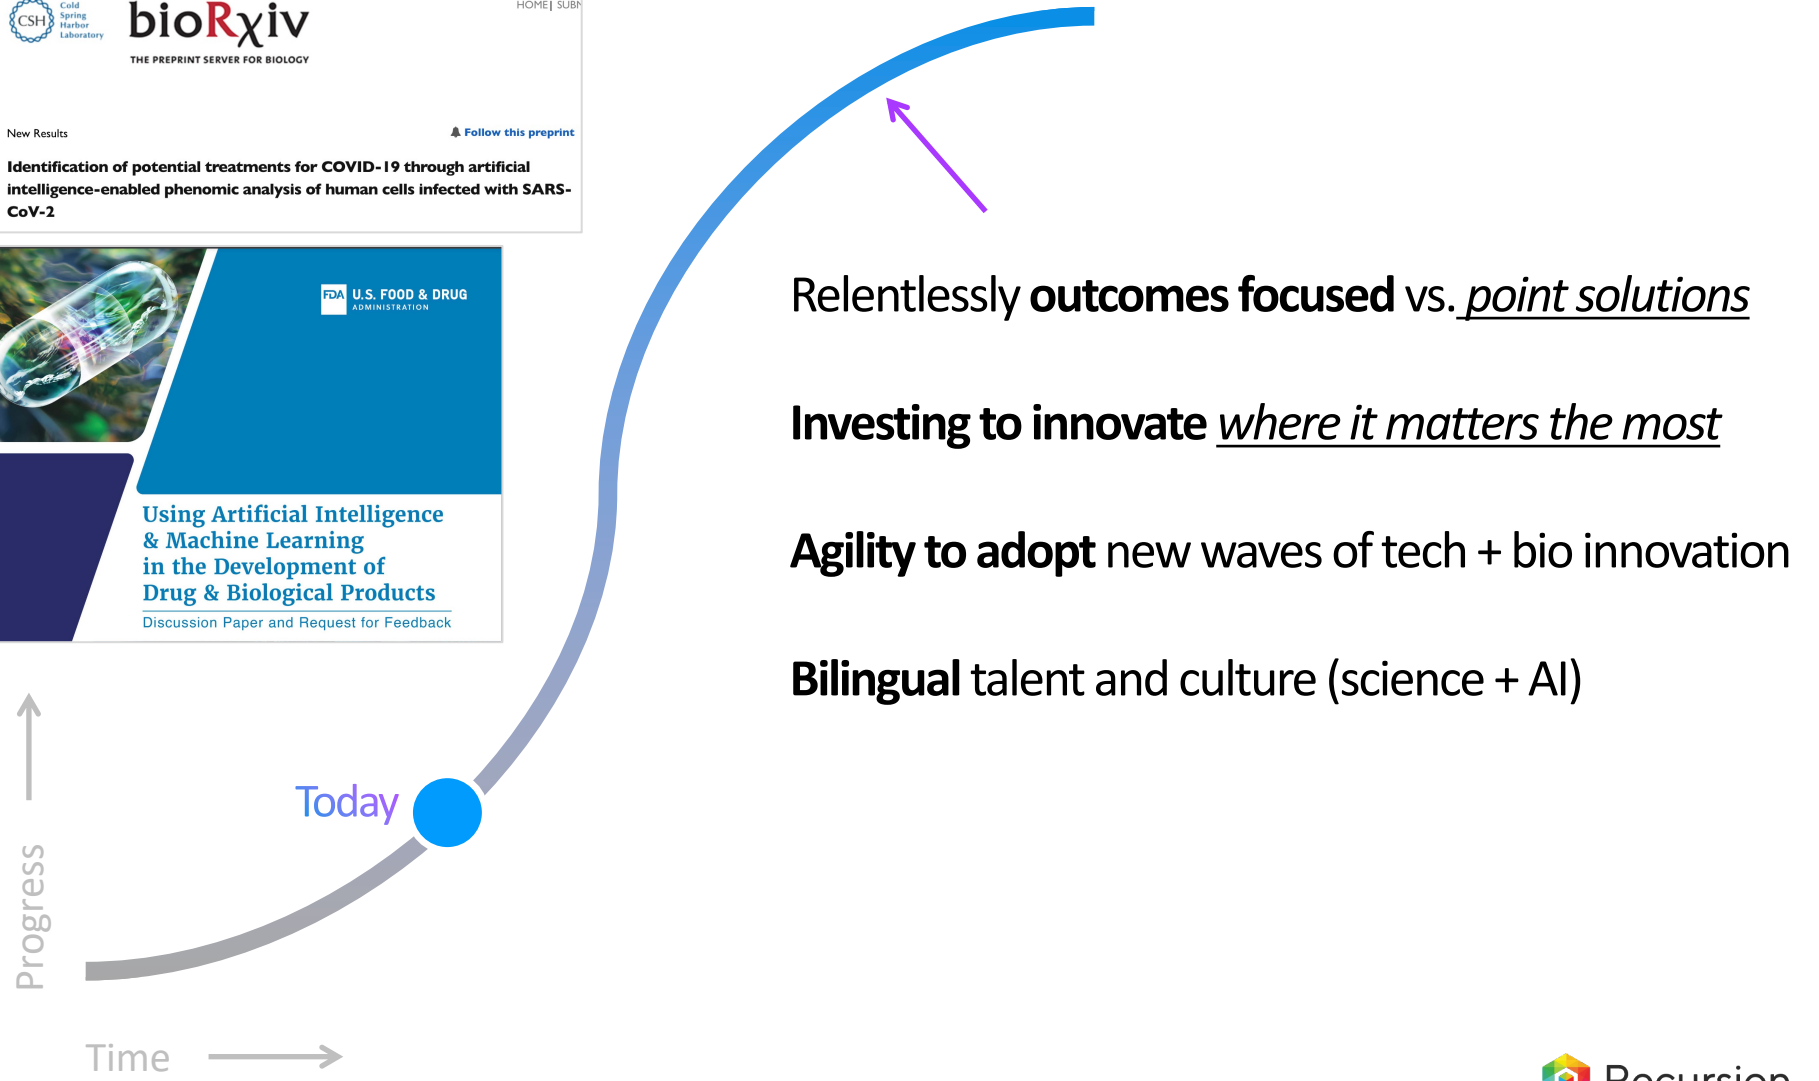 CSH
Cold
Spring
Harbor
Laboratory
bioRxiv
THE PREPRINT SERVER FOR BIOLOGY
HOME|
New Results
Follow this preprint
Identification of potential treatments for COVID-19 through artificial
intelligence-enabled phenomic analysis of human cells infected with SARS-
CoV-2
FDA
U.S. FOOD & DRUG
ADMINISTRATION
Using Artificial Intelligence
& Machine Learning
in the Development of
Drug & Biological Products
Discussion Paper and Request for Feedback
Relentlessly outcomes focused vs. point solutions
Investing to innovate where it matters the most
Agility to adopt new waves of tech + bio innovation
Bilingual talent and culture (science + AI)
Today
Progress
Time
Recursion